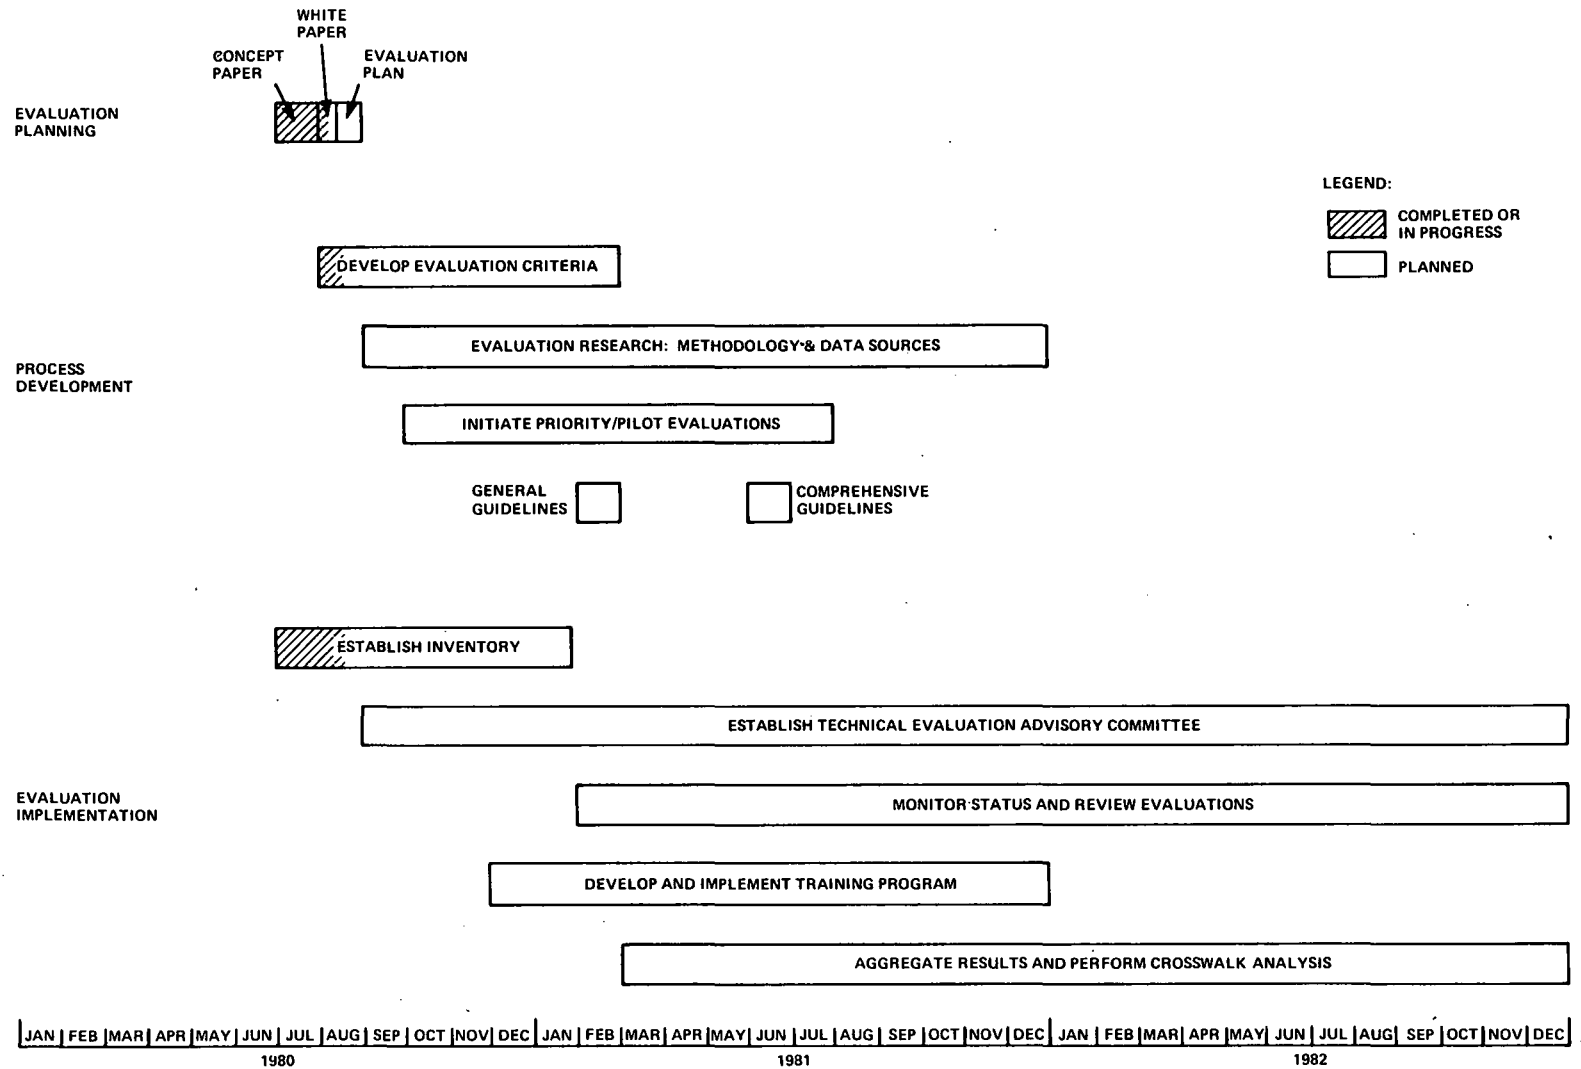 WHITE
PAPER
CONCEPT
PAPER
EVALUATION
PLAN
EVALUATION
PLANNING
LEGEND:
COMPLETED OR
IN PROGRESS
PLANNED
DEVELOP EVALUATION CRITERIA
EVALUATION RESEARCH: METHODOLOGY & DATA SOURCES
PROCESS
DEVELOPMENT
INITIATE PRIORITY/PILOT EVALUATIONS
GENERAL
GUIDELINES
COMPREHENSIVE
GUIDELINES
ESTABLISH INVENTORY
ESTABLISH TECHNICAL EVALUATION ADVISORY COMMITTEE
EVALUATION
IMPLEMENTATION
MONITOR STATUS AND REVIEW EVALUATIONS
DEVELOP AND IMPLEMENT TRAINING PROGRAM
AGGREGATE RESULTS AND PERFORM CROSSWALK ANALYSIS
JAN FEB MAR APR MAY JUN JUL AUG SEP OCT NOV DEC JAN FEB MAR APR MAY JUN JUL AUG SEP OCT NOV DEC JAN FEB MAR APR MAY JUN JUL AUG SEP OCT NOV DEC
1980 1981 1982